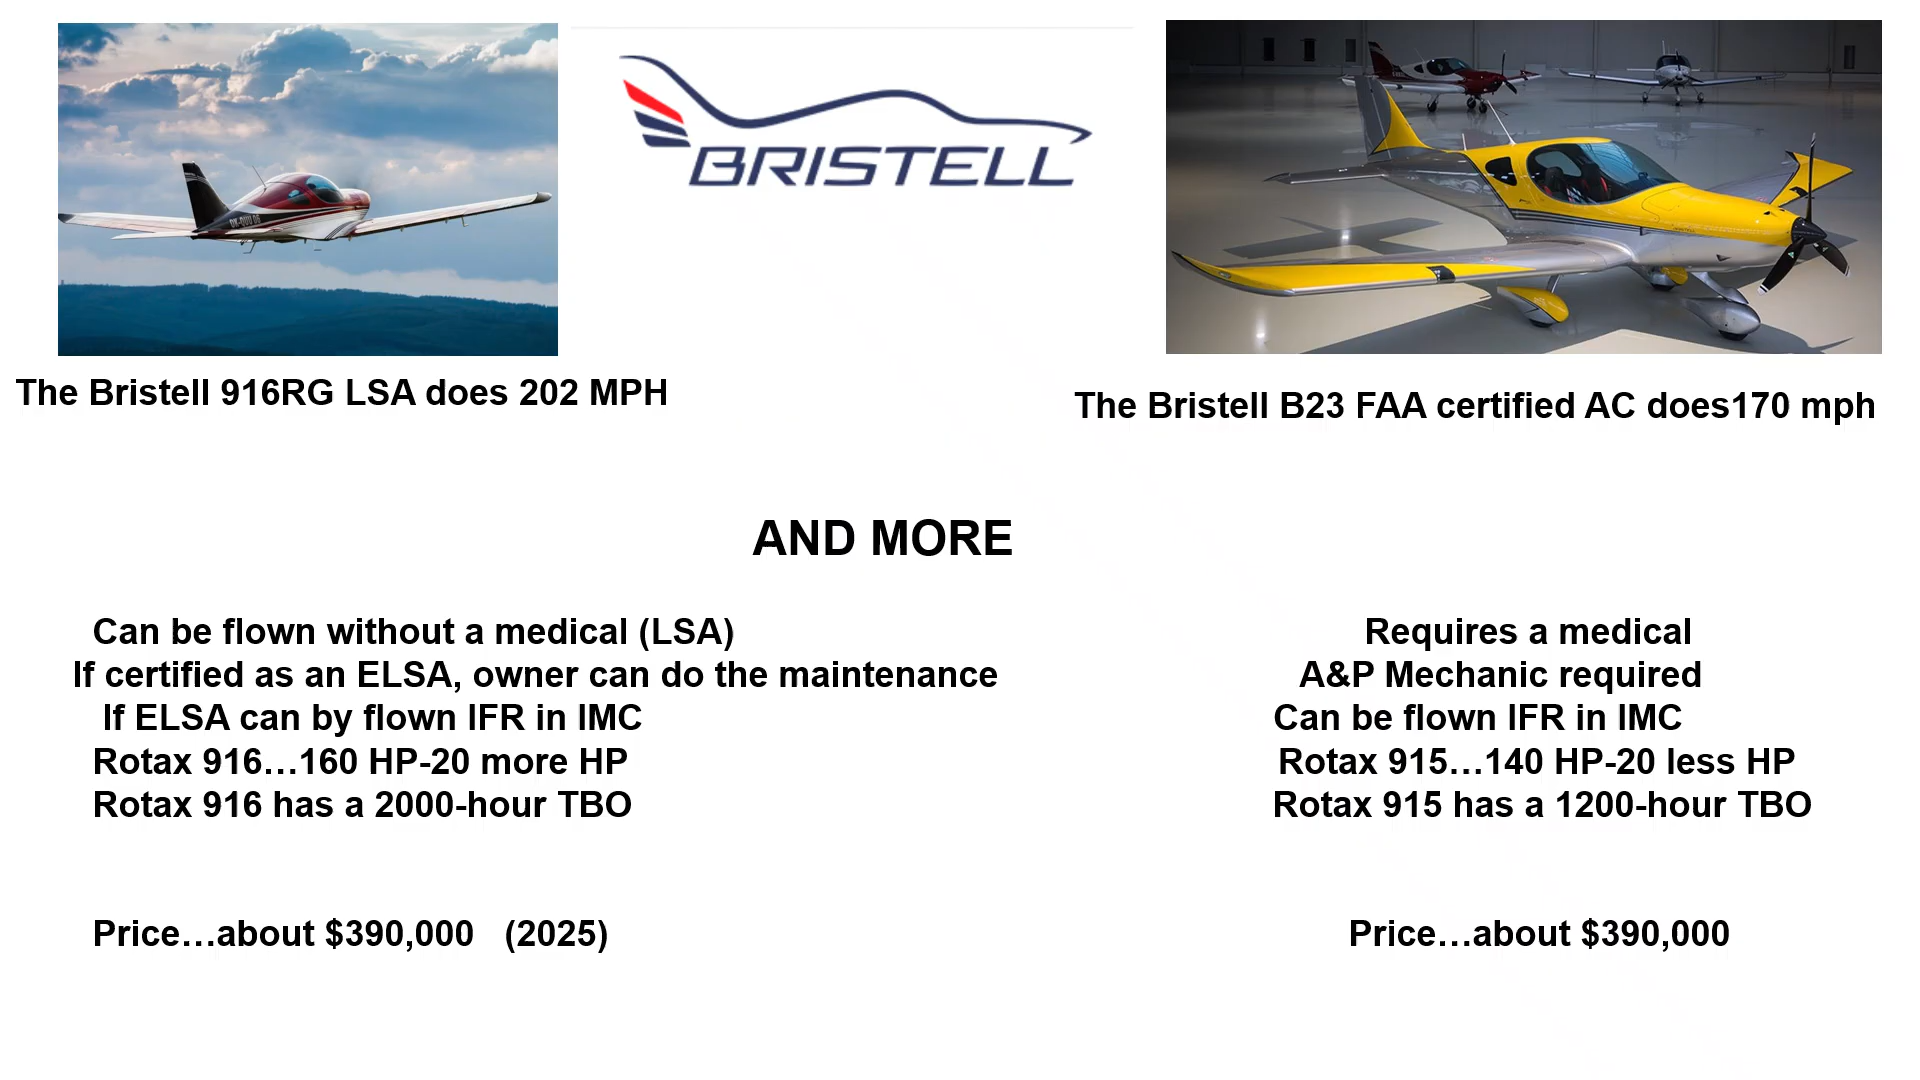 BRISTELL
The Bristell 916RG LSA does 202 MPH
The Bristell B23 FAA certified AC does170 mph
AND MORE
Can be flown without a medical (LSA)
If certified as an ELSA, owner can do the maintenance
If ELSA can by flown IFR in IMC
Rotax 916…160 HP-20 more HP
Rotax 916 has a 2000-hour TBO
Price…about $390,000 (2025)
Requires a medical
A&P Mechanic required
Can be flown IFR in IMC
Rotax 915…140 HP-20 less HP
Rotax 915 has a 1200-hour TBO
Price…about $390,000